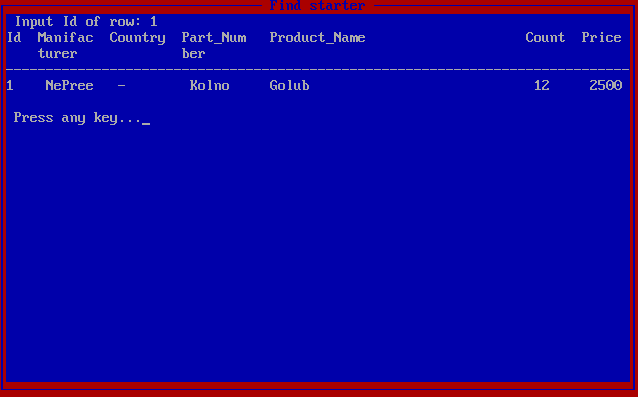 Find starter
Input Id of row: 1
Id Manifac Country Part_Num Product_Name Count Price
turer ber
1 NePree - Kolno Golub 12 2500
Press any key..._